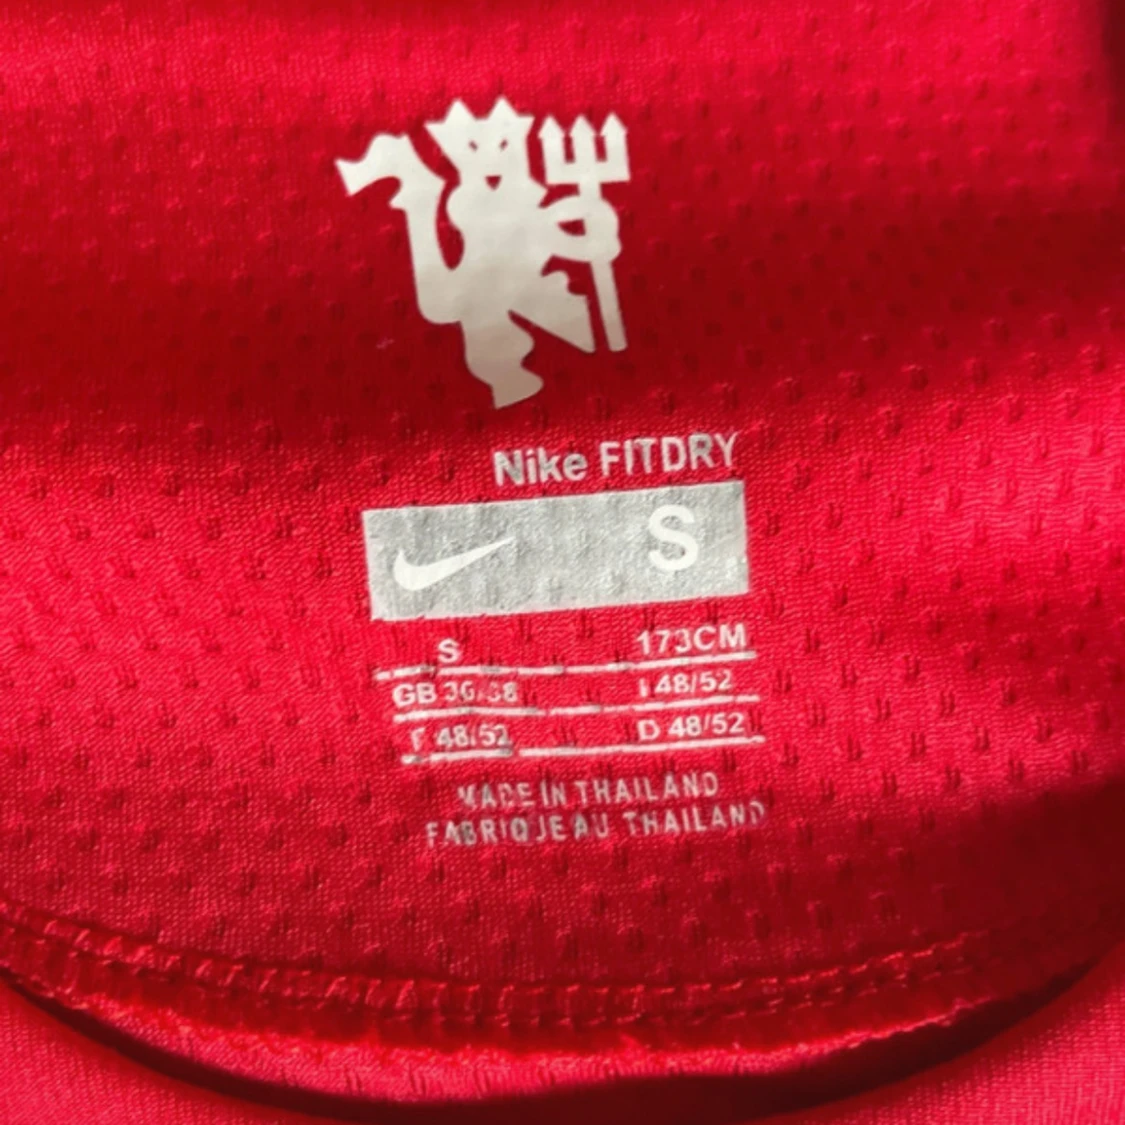 Nike FITDRY
S
S 173CM
GB 36/38 I 48/52
F 48/52 D 48/52
MADE IN THAILAND
FABRIQUE AU THAILAND